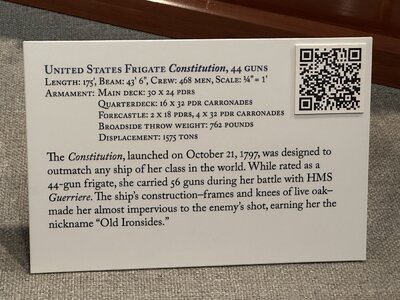 UNITED STATES FRIGATE Constitution, 44 GUNS
LENGTH: 175', BEAM: 43' 6", CREW: 468 MEN, SCALE: ¼" = 1'
ARMAMENT: MAIN DECK: 30 X 24 PDRS
QUARTERDECK: 16 X 32 PDR CARRONADES
FORECASTLE: 2 X 18 PDRS, 4 X 32 PDR CARRONADES
BROADSIDE THROW WEIGHT: 762 POUNDS
DISPLACEMENT: 1575 TONS
The Constitution, launched on October 21, 1797, was designed to
outmatch any ship of her class in the world. While rated as a
44-gun frigate, she carried 56 guns during her battle with HMS
Guerriere. The ship's construction–frames and knees of live oak–
made her almost impervious to the enemy's shot, earning her the
nickname "Old Ironsides."